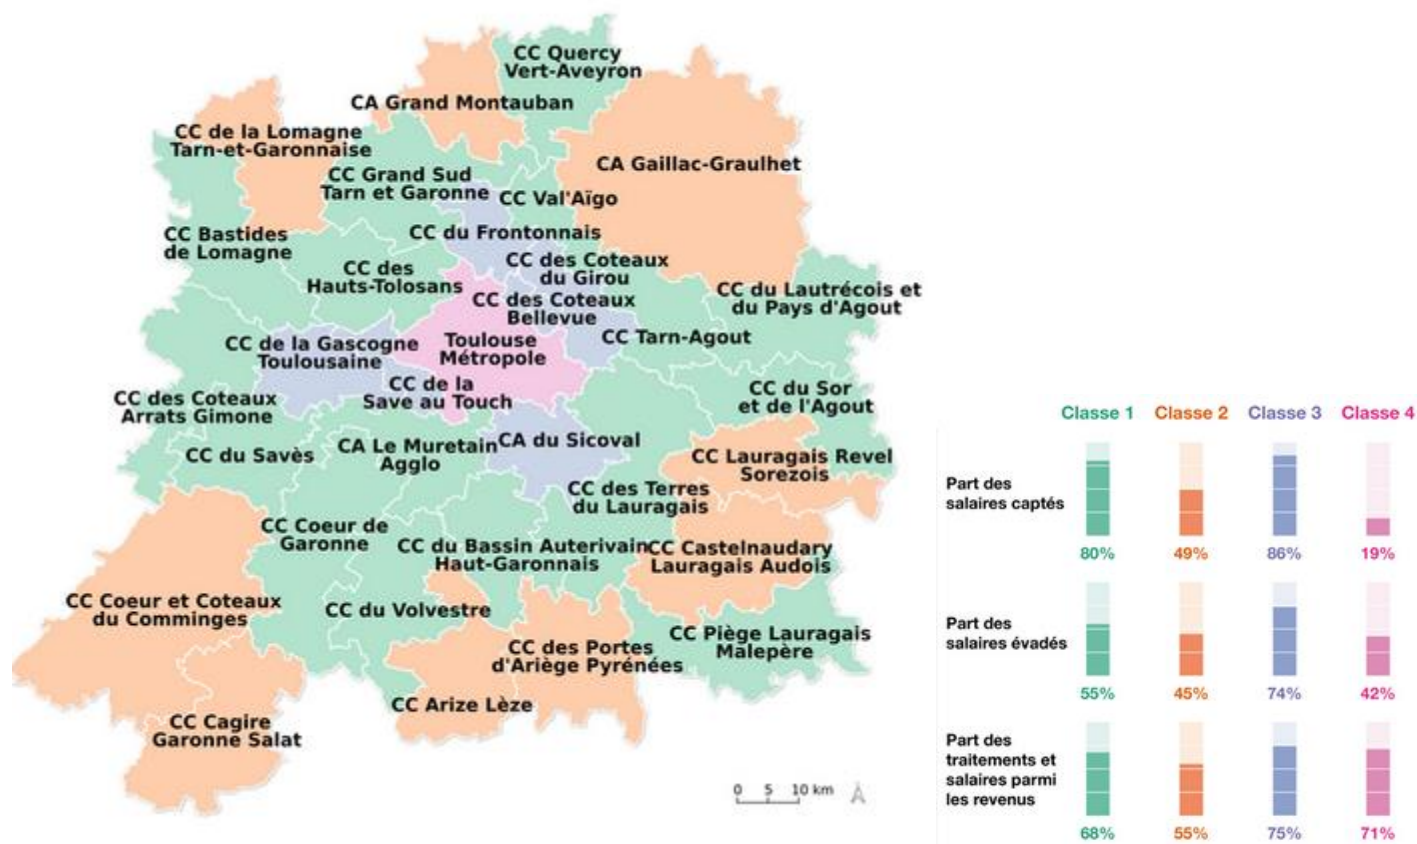 CC Quercy
Vert-Aveyron
CA Grand Montauban
CC de la Lomagne
Tarn-et-Garonnaise
CA Gaillac-Graulhet
CC Grand Sud
Tarn et Garonne
CC Val'Aïgo
CC Bastides
de Lomagne
CC du Frontonnais
CC des
Hauts-Tolosans
CC des Coteaux
du Girou
CC des Coteaux
Bellevue
CC du Lautrécois et
du Pays d'Agout
CC de la Gascogne
Toulousaine
Toulouse
Métropole
CC Tarn-Agout
CC de la
Save au Touch
CC des Coteaux
Arrats Gimone
CC du Sor
et de l'Agout
CC du Savès
CA Le Muretain
Agglo
CA du Sicoval
CC Lauragais Revel
Sorezois
CC des Terres
du Lauragais
CC Coeur de
Garonne
CC du Bassin Auterivain
Haut-Garonnais
CC Castelnaudary
Lauragais Audois
CC Coeur et Coteaux
du Comminges
CC du Volvestre
CC des Portes
d'Ariège Pyrénées
CC Piège Lauragais
Malepère
CC Arize Lèze
CC Cagire
Garonne Salat
0 5 10 km
Classe 1 Classe 2 Classe 3 Classe 4
Part des
salaires captés
80% 49% 86% 19%
Part des
salaires évadés
55% 45% 74% 42%
Part des
traitements et
salaires parmi
les revenus
68% 55% 75% 71%